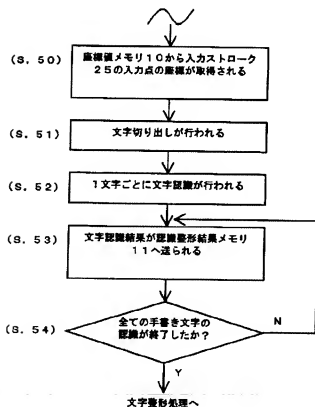 (S. 50)
座標値メモリ10から入力ストローク
25の入力点の座標が取得される
(S. 51)
文字切り出しが行われる
(S. 52)
1文字ごとに文字認識が行われる
(S. 53)
文字認識結果が認識整形結果メモリ
11へ送られる
(S. 54)
全ての手書き文字の
認識が終了したか?
N
Y
文字整形処理へ